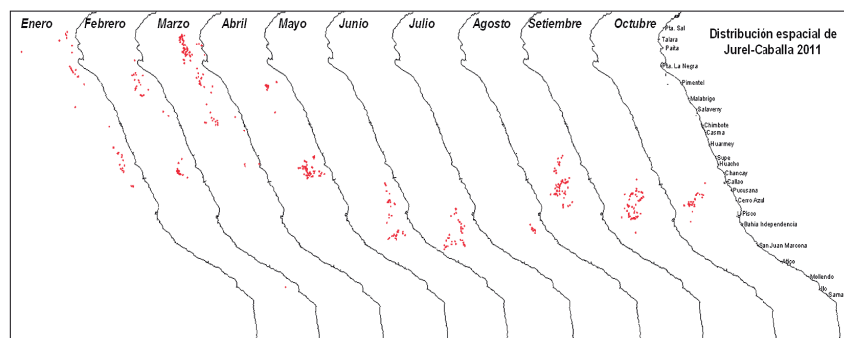 Enero Febrero Marzo Abril Mayo Junio Julio Agosto Setiembre Octubre
Distribución espacial de
Jurel-Caballa 2011
Pta. Sal
Talara
Paita
Pta. La Negra
Pimentel
Malabrigo
Salaverry
Chimbote
Casma
Huarmey
Supe
Huacho
Chancay
Callao
Pucusana
Cerro Azul
Pisco
Bahía Independencia
San Juan Marcona
Atico
Mollendo
Ilo
Sama